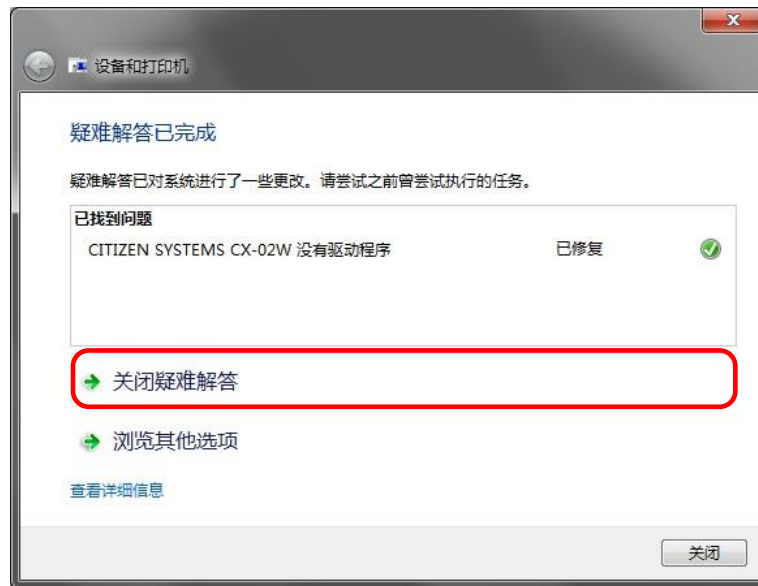 设备和打印机
疑难解答已完成
疑难解答已对系统进行了一些更改。请尝试之前曾尝试执行的任务。
已找到问题
CITIZEN SYSTEMS CX-02W 没有驱动程序 已修复
关闭疑难解答
浏览其他选项
查看详细信息
关闭